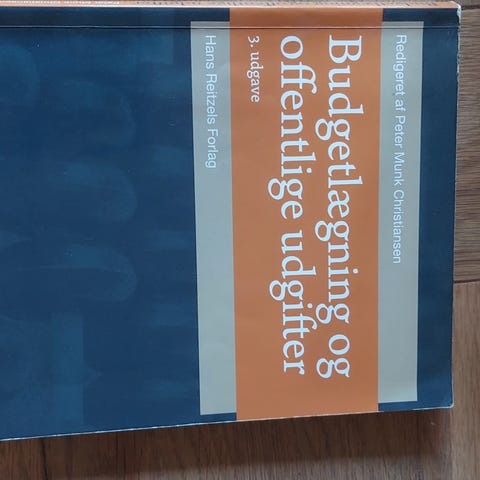 Redigeret af Peter Munk Christiansen
Budgetlægning og
offentlige udgifter
3. udgave
Hans Reitzels Forlag